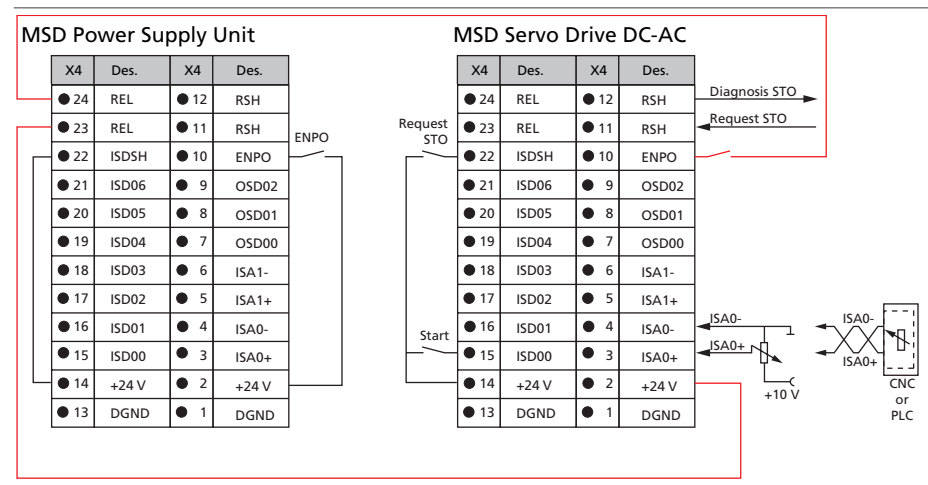 MSD Power Supply Unit
X4 Des. X4 Des.
24 REL 12 RSH
23 REL 11 RSH
22 ISDSH 10 ENPO
21 ISD06 9 OSD02
20 ISD05 8 OSD01
19 ISD04 7 OSD00
18 ISD03 6 ISA1-
17 ISD02 5 ISA1+
16 ISD01 4 ISA0-
15 ISD00 3 ISA0+
14 +24 V 2 +24 V
13 DGND 1 DGND
ENPO
MSD Servo Drive DC-AC
Request
STO
Start
X4 Des. X4 Des.
24 REL 12 RSH
23 REL 11 RSH
22 ISDSH 10 ENPO
21 ISD06 9 OSD02
20 ISD05 8 OSD01
19 ISD04 7 OSD00
18 ISD03 6 ISA1-
17 ISD02 5 ISA1+
16 ISD01 4 ISA0-
15 ISD00 3 ISA0+
14 +24 V 2 +24 V
13 DGND 1 DGND
Diagnosis STO
Request STO
ISA0-
ISA0+
+10 V
ISA0-
ISA0+
CNC
or
PLC